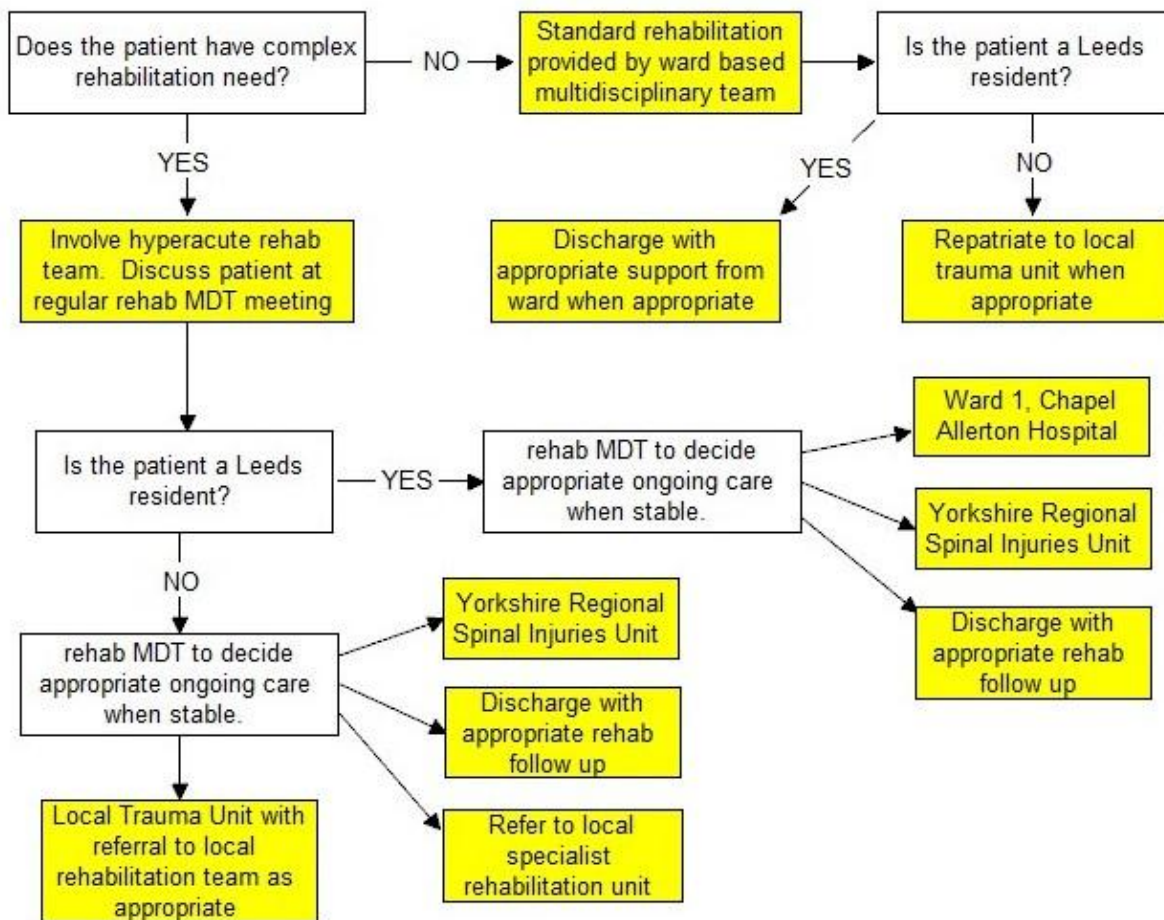 Does the patient have complex
rehabilitation need?
NO
Standard rehabilitation
provided by ward based
multidisciplinary team
Is the patient a Leeds
resident?
YES
YES
NO
Involve hyperacute rehab
team.  Discuss patient at
regular rehab MDT meeting
Discharge with
appropriate support from
ward when appropriate
Repatriate to local
trauma unit when
appropriate
Is the patient a Leeds
resident?
YES
rehab MDT to decide
appropriate ongoing care
when stable.
Ward 1, Chapel
Allerton Hospital
Yorkshire Regional
Spinal Injuries Unit
Discharge with
appropriate rehab
follow up
NO
rehab MDT to decide
appropriate ongoing care
when stable.
Yorkshire Regional
Spinal Injuries Unit
Discharge with
appropriate rehab
follow up
Refer to local
specialist
rehabilitation unit
Local Trauma Unit with
referral to local
rehabilitation team as
appropriate